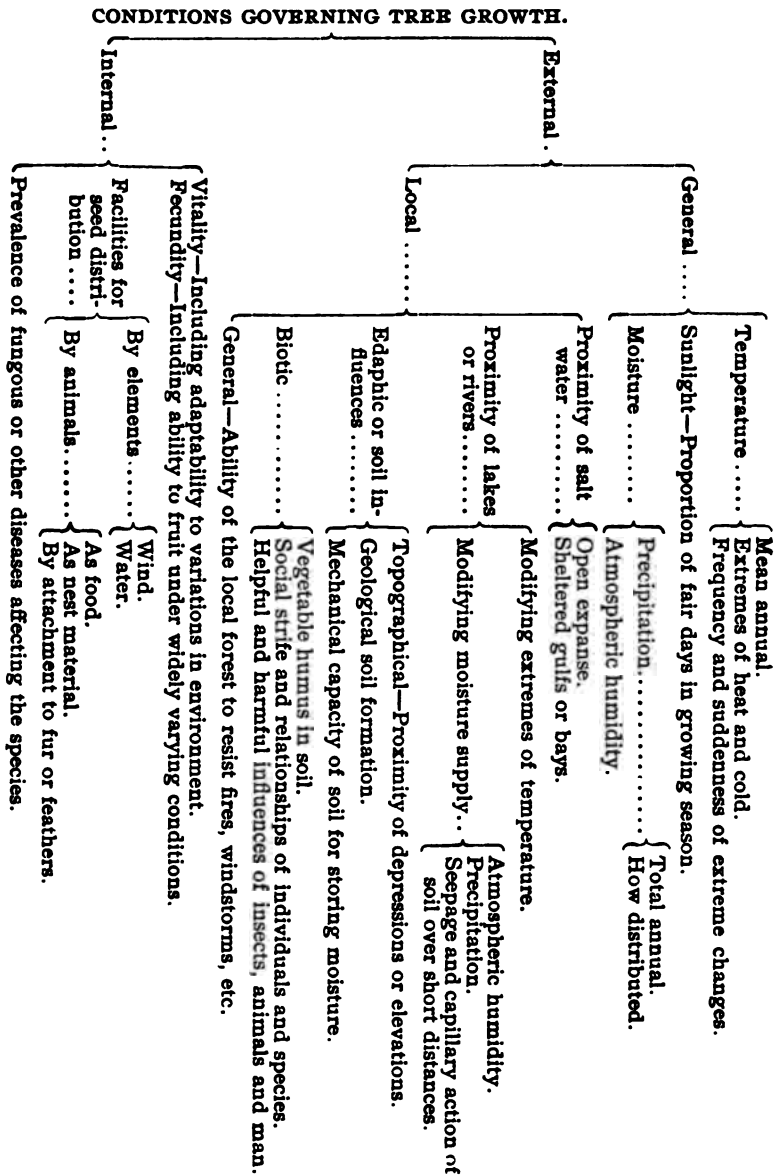 CONDITIONS GOVERNING TREE GROWTH.
External .
General ....
Temperature .....
Mean annual.
Extremes of heat and cold.
Frequency and suddenness of extreme changes.
Sunlight—Proportion of fair days in growing season.
Moisture ........
Precipitation..................
Total annual.
How distributed.
Atmospheric humidity.
Local .......
Proximity of salt
water .........
Open expanse.
Sheltered gulfs or bays.
Proximity of lakes
or rivers........
Modifying extremes of temperature.
Modifying moisture supply..
Atmospheric humidity.
Precipitation.
Seepage and capillary action of
soil over short distances.
Edaphic or soil in-
fluences ........
Topographical—Proximity of depressions or elevations.
Geological soil formation.
Mechanical capacity of soil for storing moisture.
Biotic ...........
Vegetable humus in soil.
Social strife and relationships of individuals and species.
Helpful and harmful influences of insects, animals and man.
General—Ability of the local forest to resist fires, windstorms, etc.
Internal ..
Vitality—Including adaptability to variations in environment.
Fecundity—Including ability to fruit under widely varying conditions.
Facilities for
seed distri-
bution ....
By elements......
Wind.
Water.
By animals.......
As food.
As nest material.
By attachment to fur or feathers.
Prevalence of fungous or other diseases affecting the species.